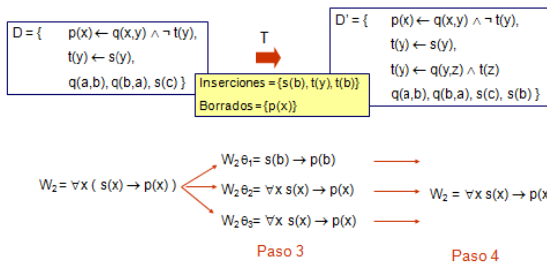 D = { p(x) ← q(x,y) ∧ ¬ t(y),
t(y) ← s(y),
q(a,b), q(b,a), s(c) }
T
Inserciones = {s(b), t(y), t(b)}
Borrados = {p(x)}
D' = { p(x) ← q(x,y) ∧ ¬ t(y),
t(y) ← s(y),
t(y) ← q(y,z) ∧ t(z)
q(a,b), q(b,a), s(c), s(b) }
W₂ = ∀x ( s(x) → p(x) )
W₂θ₁= s(b) → p(b)
W₂θ₂= ∀x s(x) → p(x)
W₂θ₃= ∀x s(x) → p(x)
W₂ = ∀x s(x) → p(x
Paso 3
Paso 4